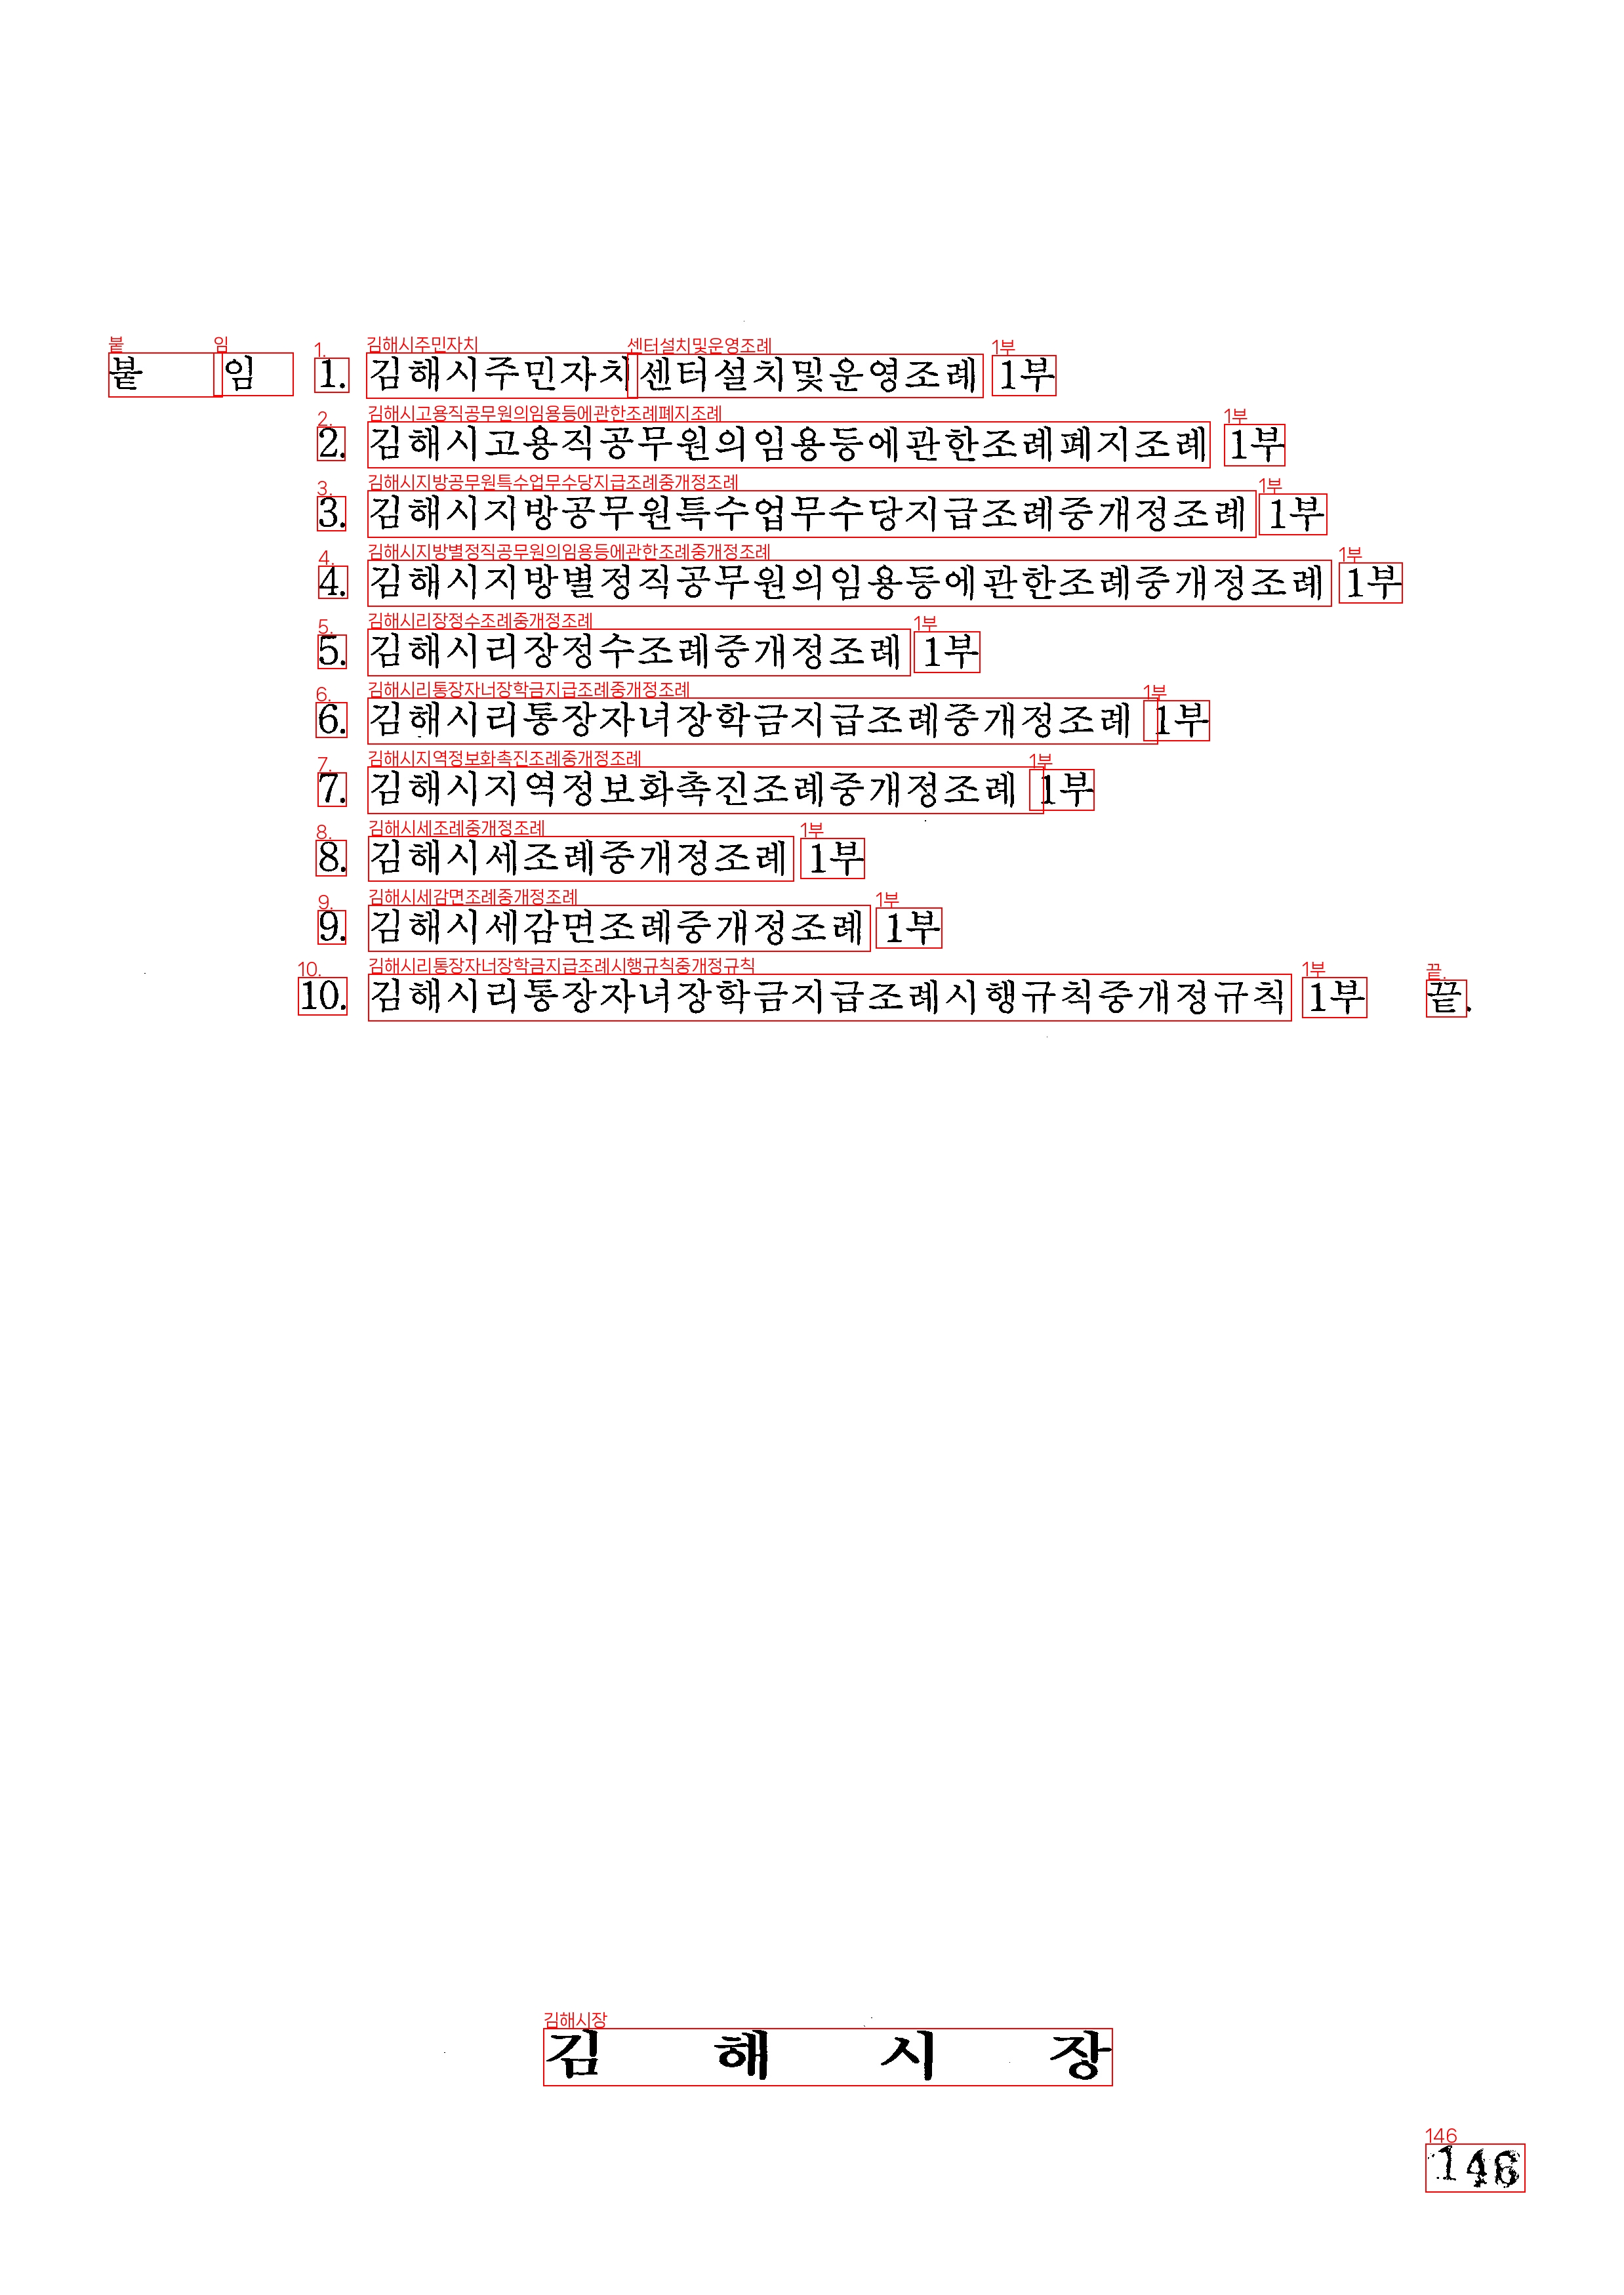 붙 임 1. 김해시주민자치센터설치및운영조례 1부
2. 김해시고용직공무원의임용등에관한조례폐지조례 1부
3. 김해시지방공무원특수업무수당지급조례중개정조례 1부
4. 김해시지방별정직공무원의임용등에관한조례중개정조례 1부
5. 김해시리장정수조례중개정조례 1부
6. 김해시리통장자녀장학금지급조례중개정조례 1부
7. 김해시지역정보화촉진조례중개정조례 1부
8. 김해시세조례중개정조례 1부
9. 김해시세감면조례중개정조례 1부
10. 김해시리통장자녀장학금지급조례시행규칙중개정규칙 1부 끝.
김 해 시 장
146